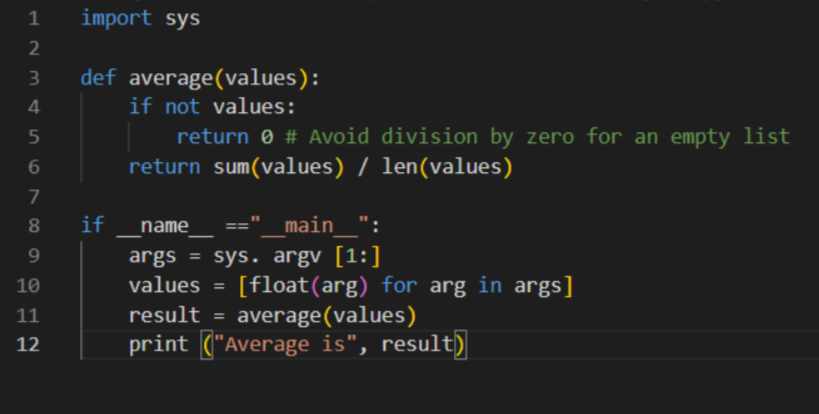 1 import sys
2
3 def average(values):
4     if not values:
5         return 0 # Avoid division by zero for an empty list
6     return sum(values) / len(values)
7
8 if __name__ =="__main__":
9     args = sys. argv [1:]
10     values = [float(arg) for arg in args]
11     result = average(values)
12     print ("Average is", result)